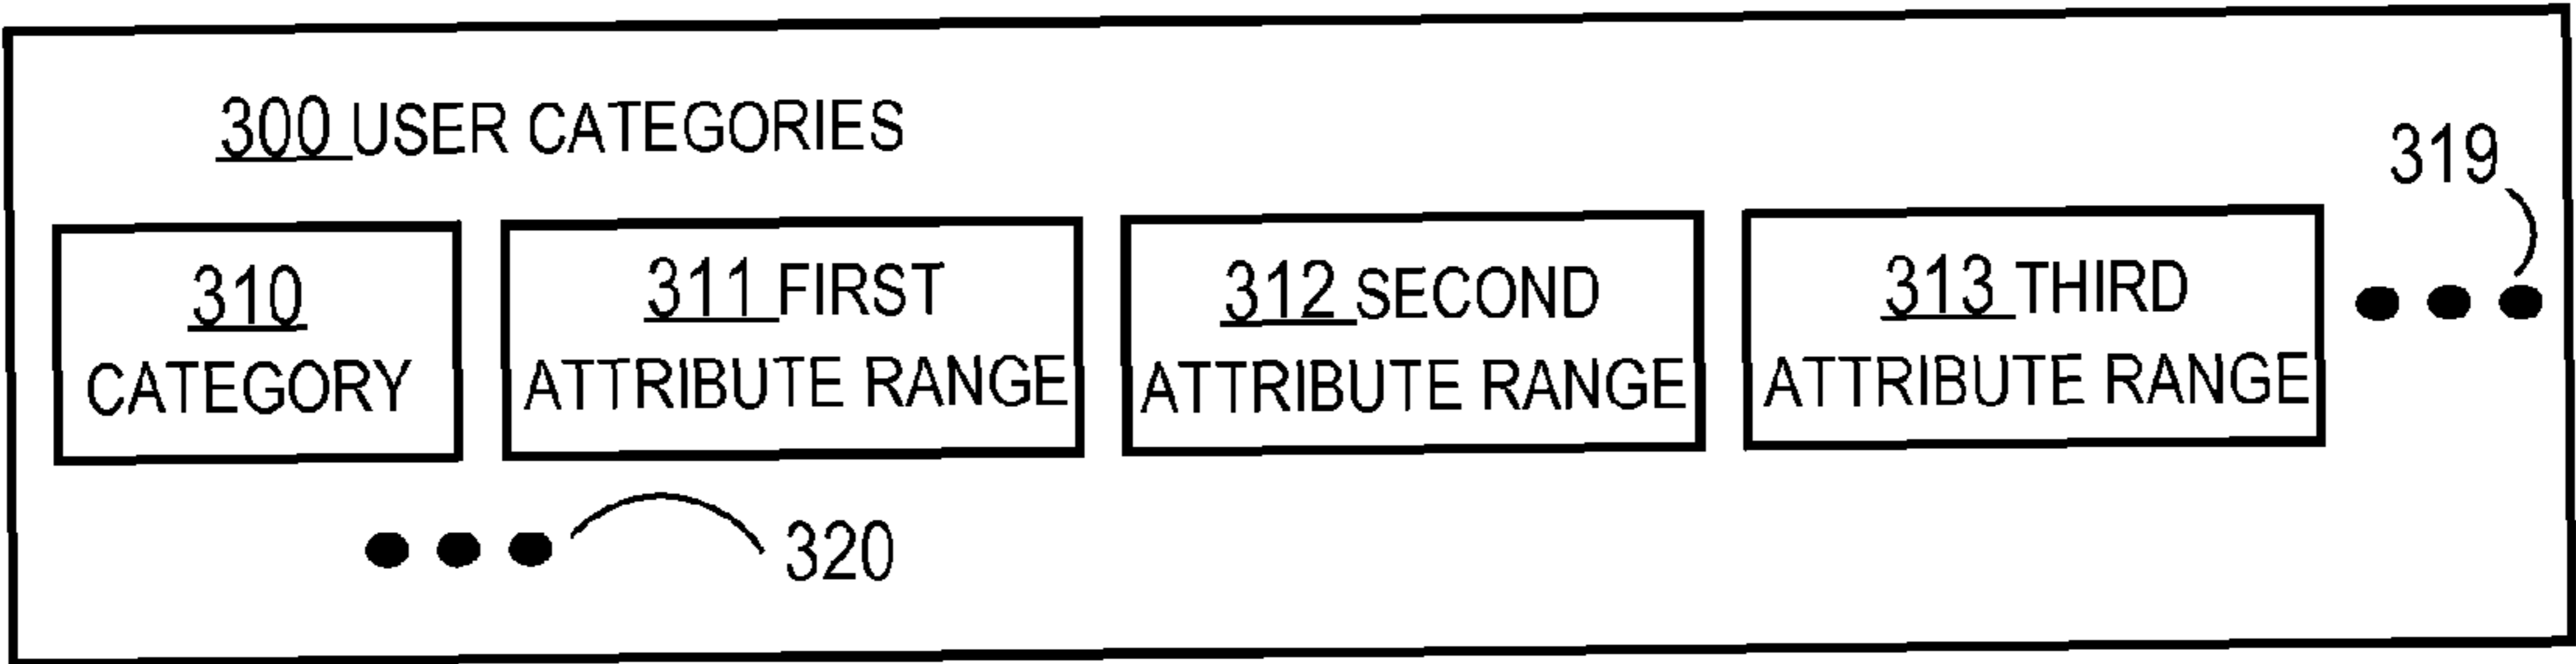 300 USER CATEGORIES
319
310
CATEGORY
311 FIRST
ATTRIBUTE RANGE
312 SECOND
ATTRIBUTE RANGE
313 THIRD
ATTRIBUTE RANGE
320